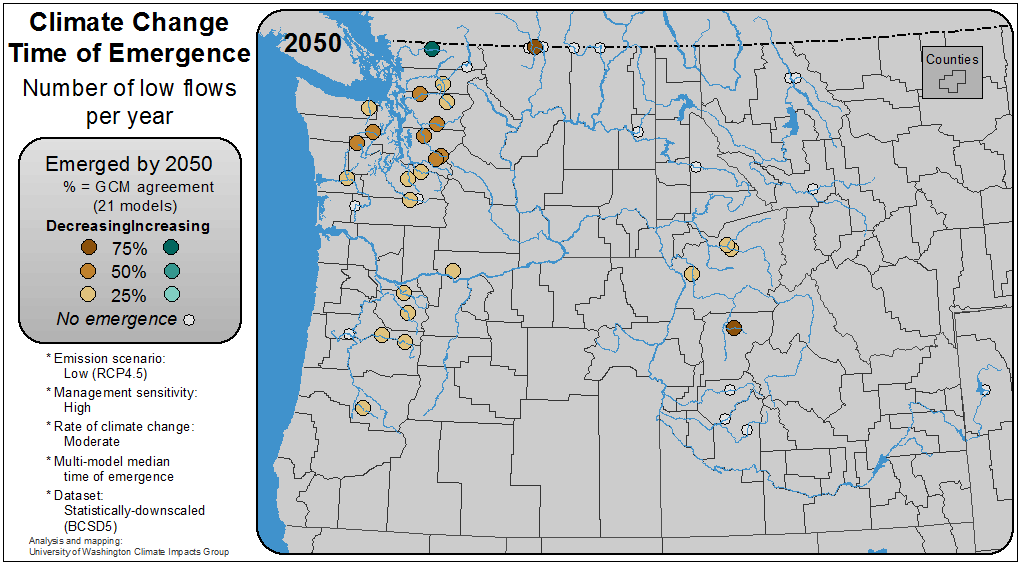 Climate Change
Time of Emergence
Number of low flows
per year
Emerged by 2050
% = GCM agreement
(21 models)
DecreasingIncreasing
75%
50%
25%
No emergence
* Emission scenario:
Low (RCP4.5)
* Management sensitivity:
High
* Rate of climate change:
Moderate
* Multi-model median
time of emergence
* Dataset:
Statistically-downscaled
(BCSD5)
Analysis and mapping:
University of Washington Climate Impacts Group
2050
Counties